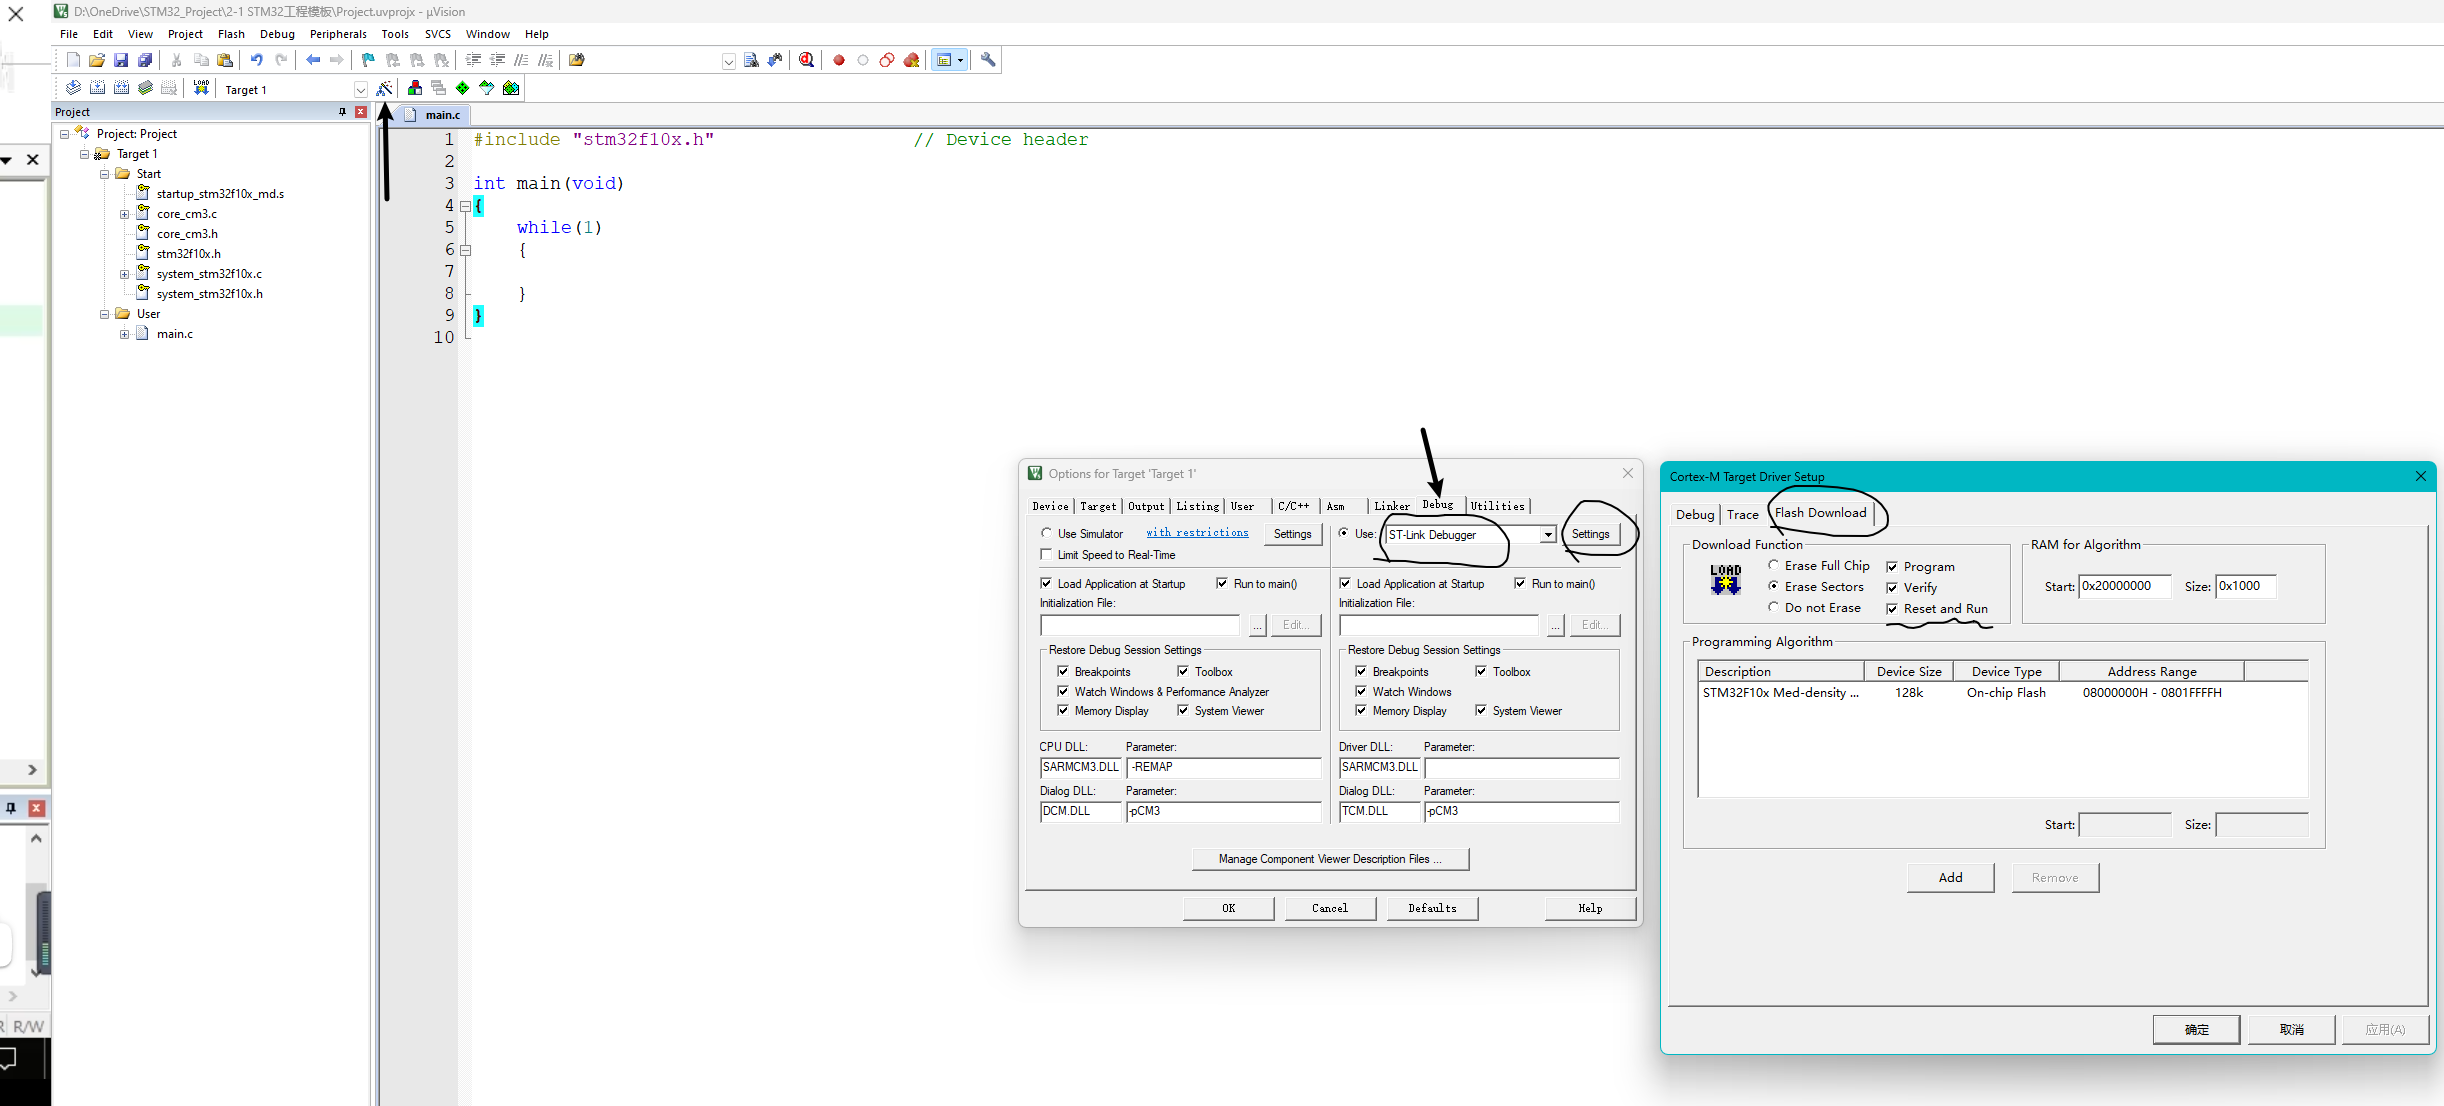 D:\OneDrive\STM32_Project\2-1 STM32工程模板\Project.uvprojx - µVision
File Edit View Project Flash Debug Peripherals Tools SVCS Window Help
LOAD Target 1
Project
Project: Project
Target 1
Start
startup_stm32f10x_md.s
core_cm3.c
core_cm3.h
stm32f10x.h
system_stm32f10x.c
system_stm32f10x.h
User
main.c
main.c
1 #include "stm32f10x.h" // Device header
2
3 int main(void)
4 {
5 while(1)
6 {
7
8 }
9 }
10
R/W
Options for Target 'Target 1'
Device Target Output Listing User C/C++ Asm Linker Debug Utilities
Use Simulator with restrictions Settings
Limit Speed to Real-Time
Load Application at Startup Run to main()
Initialization File:
... Edit...
Restore Debug Session Settings
Breakpoints Toolbox
Watch Windows & Performance Analyzer
Memory Display System Viewer
CPU DLL: Parameter:
SARMCM3.DLL -REMAP
Dialog DLL: Parameter:
DCM.DLL -pCM3
Use: ST-Link Debugger Settings
Load Application at Startup Run to main()
Initialization File:
... Edit...
Restore Debug Session Settings
Breakpoints Toolbox
Watch Windows
Memory Display System Viewer
Driver DLL: Parameter:
SARMCM3.DLL
Dialog DLL: Parameter:
TCM.DLL -pCM3
Manage Component Viewer Description Files ...
OK Cancel Defaults Help
Cortex-M Target Driver Setup
Debug Trace Flash Download
Download Function
LOAD
Erase Full Chip Program
Erase Sectors Verify
Do not Erase Reset and Run
RAM for Algorithm
Start: 0x20000000 Size: 0x1000
Programming Algorithm
Description Device Size Device Type Address Range
STM32F10x Med-density ... 128k On-chip Flash 08000000H - 0801FFFFH
Start: Size:
Add Remove
确定 取消 应用(A)